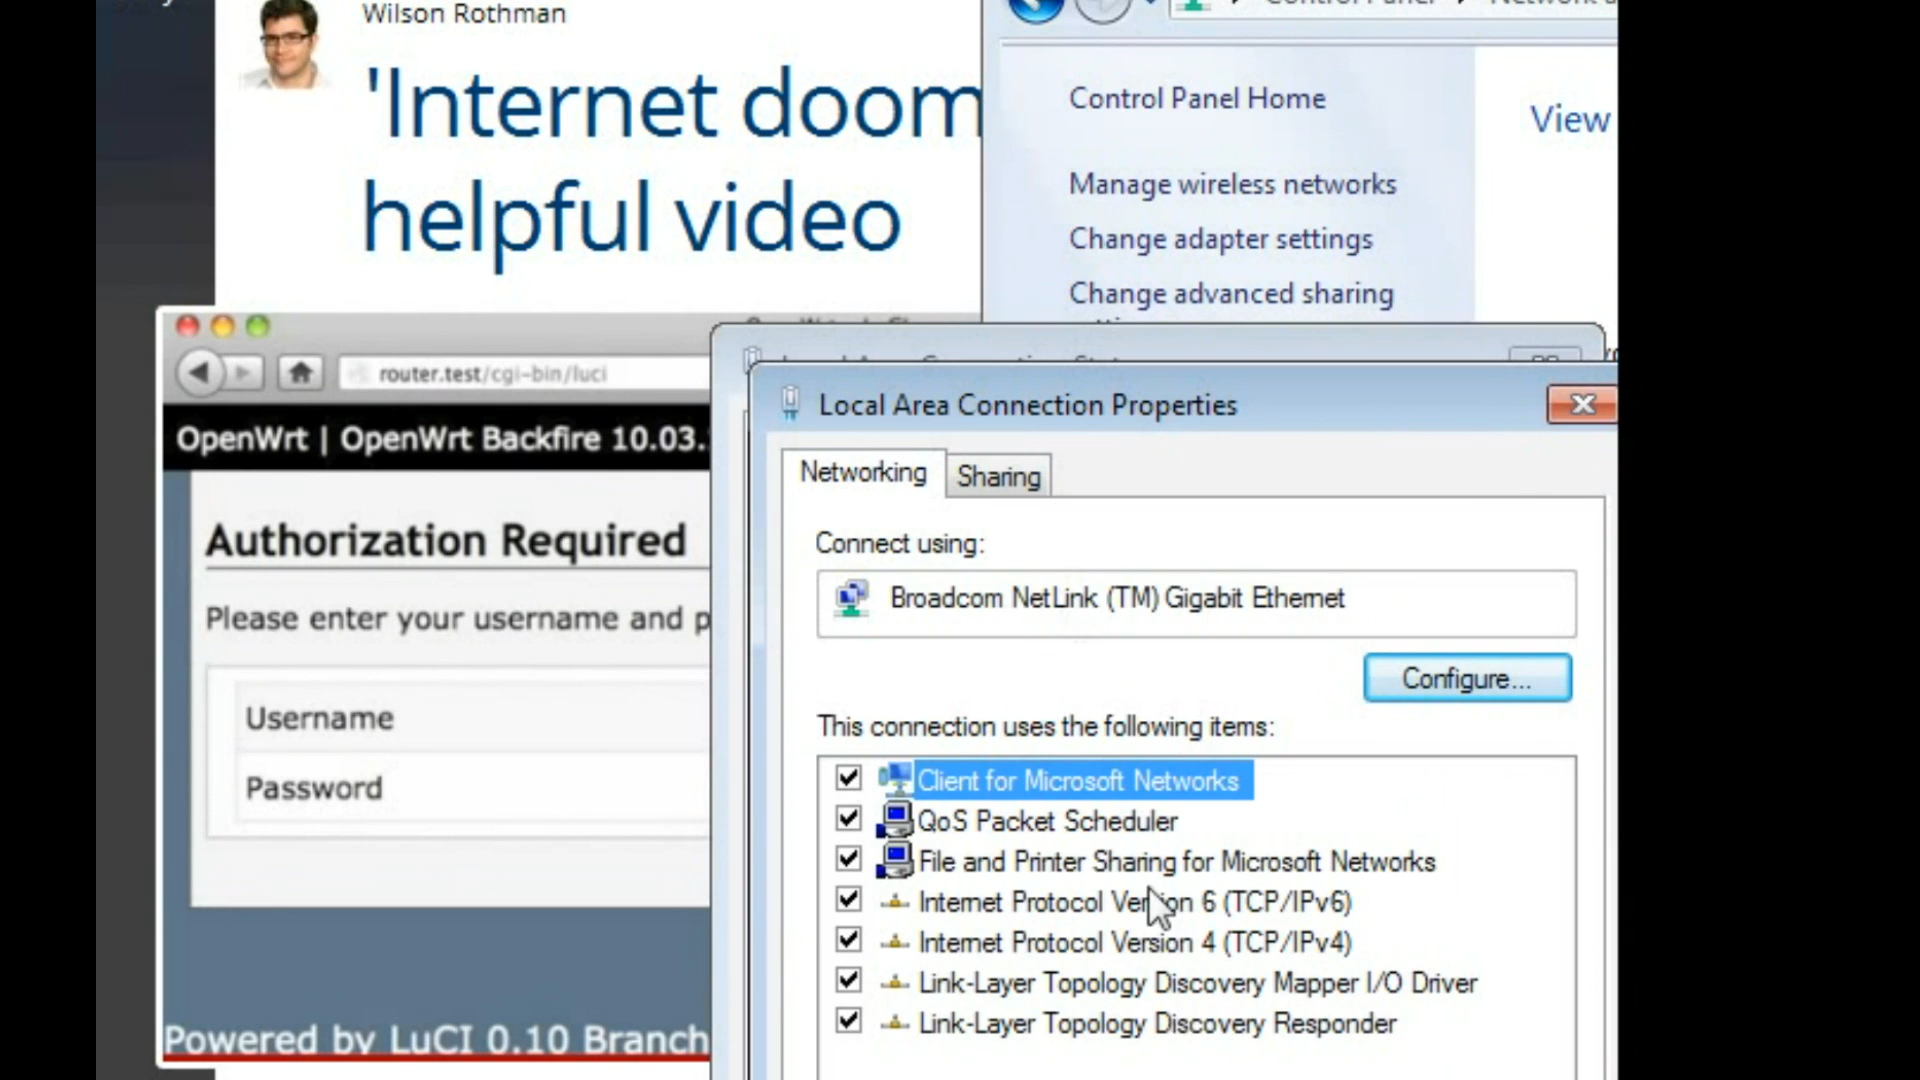 Wilson Rothman
'Internet doom
helpful video
Control Panel Home
View
Manage wireless networks
Change adapter settings
Change advanced sharing
router.test/cgi-bin/luci
OpenWrt | OpenWrt Backfire 10.03.
Authorization Required
Please enter your username and p
Username
Password
Powered by LuCI 0.10 Branch
Local Area Connection Properties
Networking
Sharing
Connect using:
Broadcom NetLink (TM) Gigabit Ethernet
Configure...
This connection uses the following items:
Client for Microsoft Networks
QoS Packet Scheduler
File and Printer Sharing for Microsoft Networks
Internet Protocol Version 6 (TCP/IPv6)
Internet Protocol Version 4 (TCP/IPv4)
Link-Layer Topology Discovery Mapper I/O Driver
Link-Layer Topology Discovery Responder